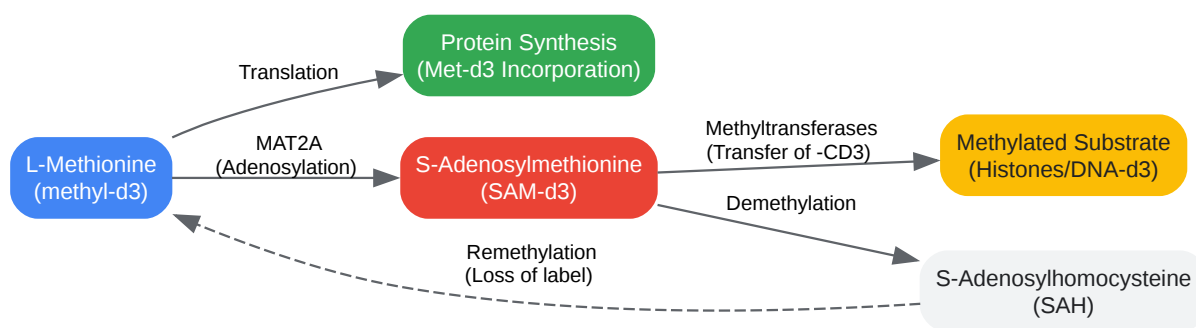 Protein Synthesis
(Met-d3 Incorporation)
Translation
MAT2A
(Adenosylation)
L-Methionine
(methyl-d3)
S-Adenosylmethionine
(SAM-d3)
Methyltransferases
(Transfer of -CD3)
Methylated Substrate
(Histones/DNA-d3)
Demethylation
Remethylation
(Loss of label)
S-Adenosylhomocysteine
(SAH)